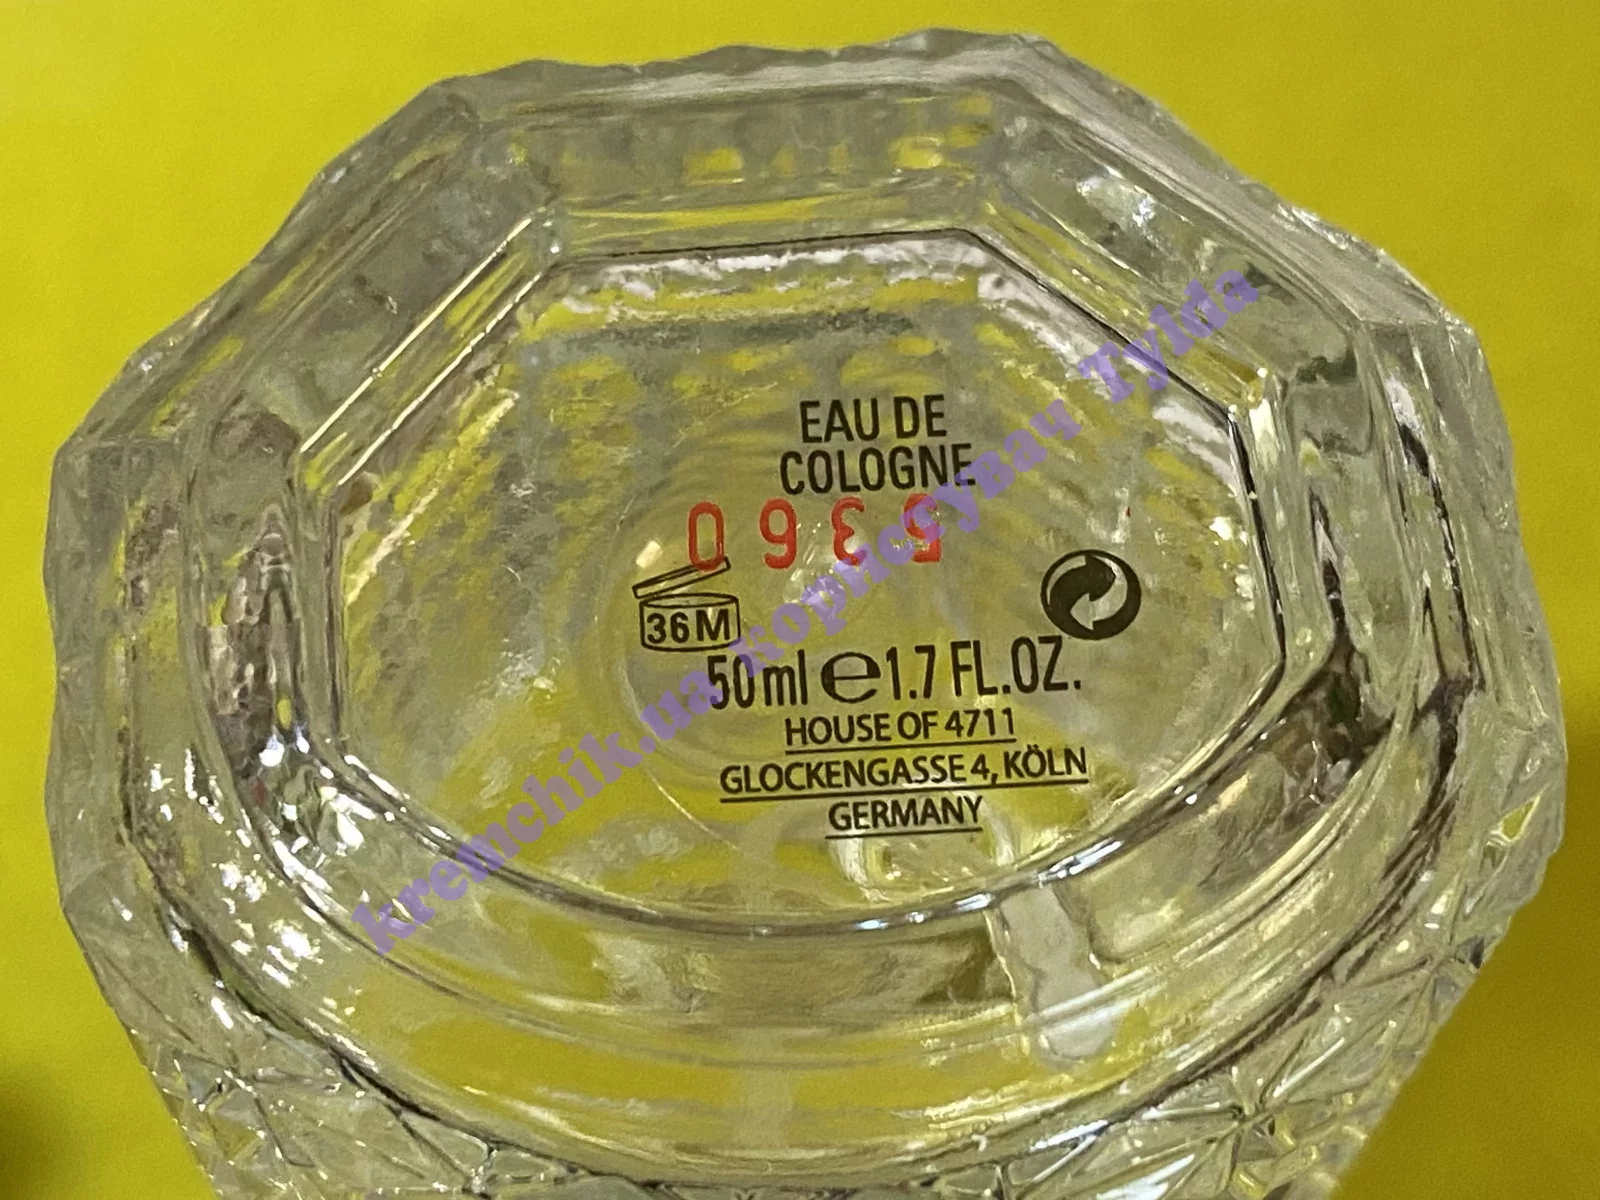 EAU DE
COLOGNE
5360
36M
50ml e 1.7 FL.OZ.
HOUSE OF 4711
GLOCKENGASSE 4, KÖLN
GERMANY
kremchik.ua Користувач Tylda